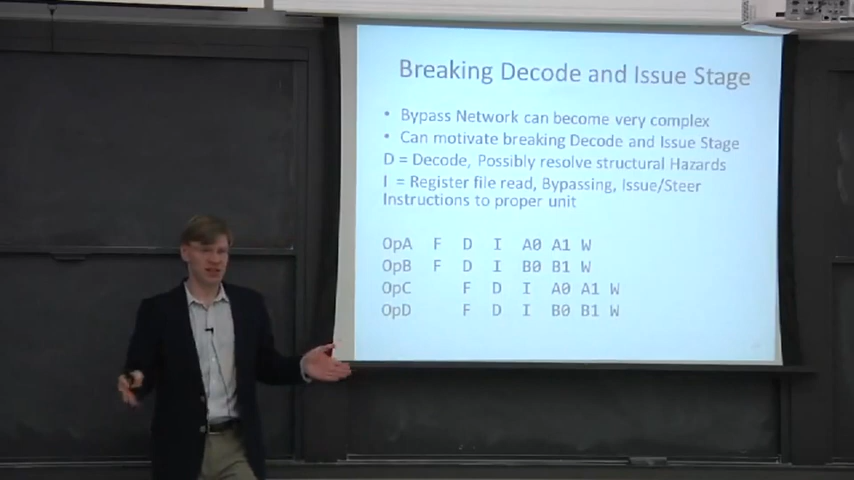 Breaking Decode and Issue Stage
• Bypass Network can become very complex
• Can motivate breaking Decode and Issue Stage
D = Decode, Possibly resolve structural Hazards
I = Register file read, Bypassing, Issue/Steer
Instructions to proper unit
OpA F D I A0 A1 W
OpB F D I B0 B1 W
OpC F D I A0 A1 W
OpD F D I B0 B1 W